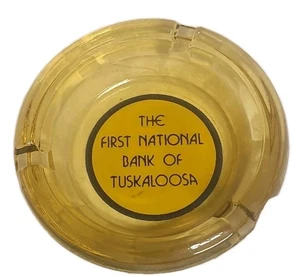 THE
FIRST NATIONAL
BANK OF
TUSKALOOSA